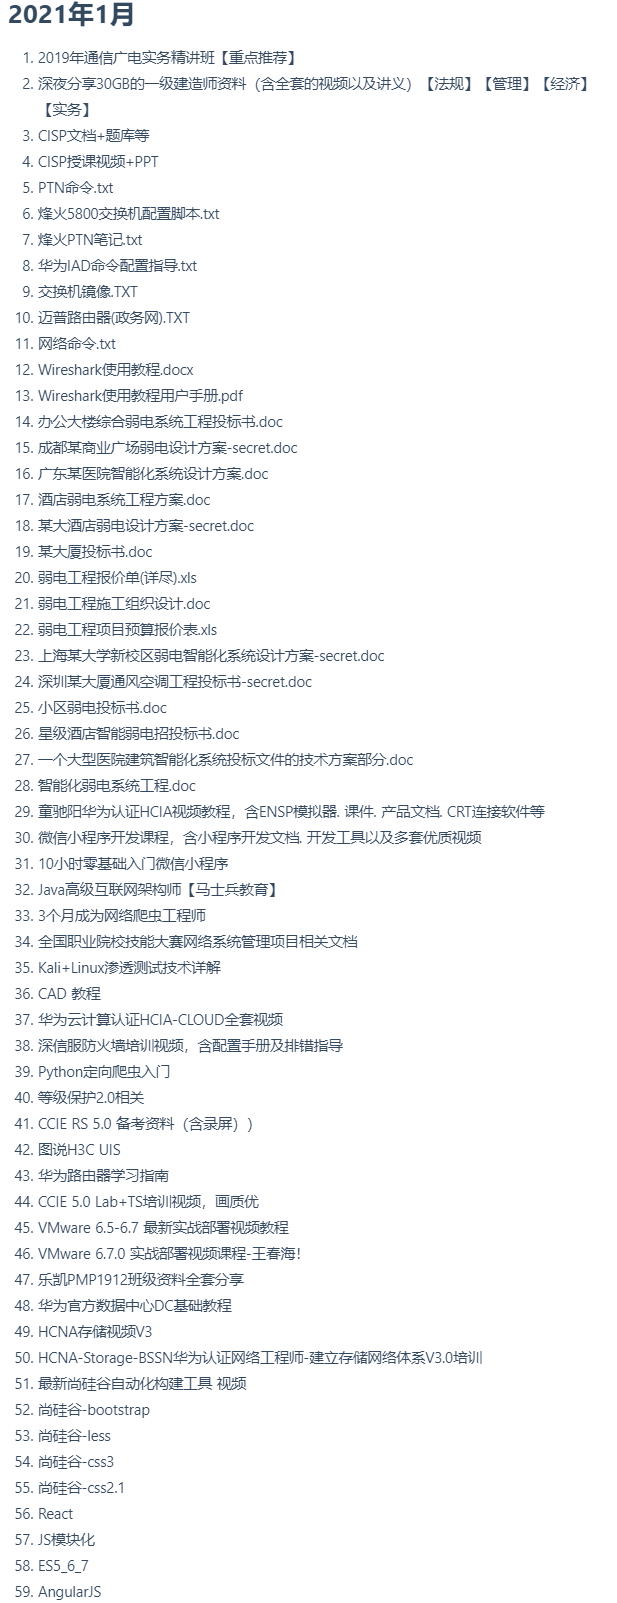 2021年1月
1. 2019年通信广电实务精讲班【重点推荐】
2. 深夜分享30GB的一级建造师资料（含全套的视频以及讲义）【法规】【管理】【经济】
【实务】
3. CISP文档+题库等
4. CISP授课视频+PPT
5. PTN命令.txt
6. 烽火5800交换机配置脚本.txt
7. 烽火PTN笔记.txt
8. 华为IAD命令配置指导.txt
9. 交换机镜像.TXT
10. 迈普路由器(政务网).TXT
11. 网络命令.txt
12. Wireshark使用教程.docx
13. Wireshark使用教程用户手册.pdf
14. 办公大楼综合弱电系统工程投标书.doc
15. 成都某商业广场弱电设计方案-secret.doc
16. 广东某医院智能化系统设计方案.doc
17. 酒店弱电系统工程方案.doc
18. 某大酒店弱电设计方案-secret.doc
19. 某大厦投标书.doc
20. 弱电工程报价单(详尽).xls
21. 弱电工程施工组织设计.doc
22. 弱电工程项目预算报价表.xls
23. 上海某大学新校区弱电智能化系统设计方案-secret.doc
24. 深圳某大厦通风空调工程投标书-secret.doc
25. 小区弱电投标书.doc
26. 星级酒店智能弱电招投标书.doc
27. 一个大型医院建筑智能化系统投标文件的技术方案部分.doc
28. 智能化弱电系统工程.doc
29. 童驰阳华为认证HCIA视频教程，含ENSP模拟器. 课件. 产品文档. CRT连接软件等
30. 微信小程序开发课程，含小程序开发文档. 开发工具以及多套优质视频
31. 10小时零基础入门微信小程序
32. Java高级互联网架构师【马士兵教育】
33. 3个月成为网络爬虫工程师
34. 全国职业院校技能大赛网络系统管理项目相关文档
35. Kali+Linux渗透测试技术详解
36. CAD 教程
37. 华为云计算认证HCIA-CLOUD全套视频
38. 深信服防火墙培训视频，含配置手册及排错指导
39. Python定向爬虫入门
40. 等级保护2.0相关
41. CCIE RS 5.0 备考资料（含录屏））
42. 图说H3C UIS
43. 华为路由器学习指南
44. CCIE 5.0 Lab+TS培训视频，画质优
45. VMware 6.5-6.7 最新实战部署视频教程
46. VMware 6.7.0 实战部署视频课程-王春海！
47. 乐凯PMP1912班级资料全套分享
48. 华为官方数据中心DC基础教程
49. HCNA存储视频V3
50. HCNA-Storage-BSSN华为认证网络工程师-建立存储网络体系V3.0培训
51. 最新尚硅谷自动化构建工具 视频
52. 尚硅谷-bootstrap
53. 尚硅谷-less
54. 尚硅谷-css3
55. 尚硅谷-css2.1
56. React
57. JS模块化
58. ES5_6_7
59. AngularJS